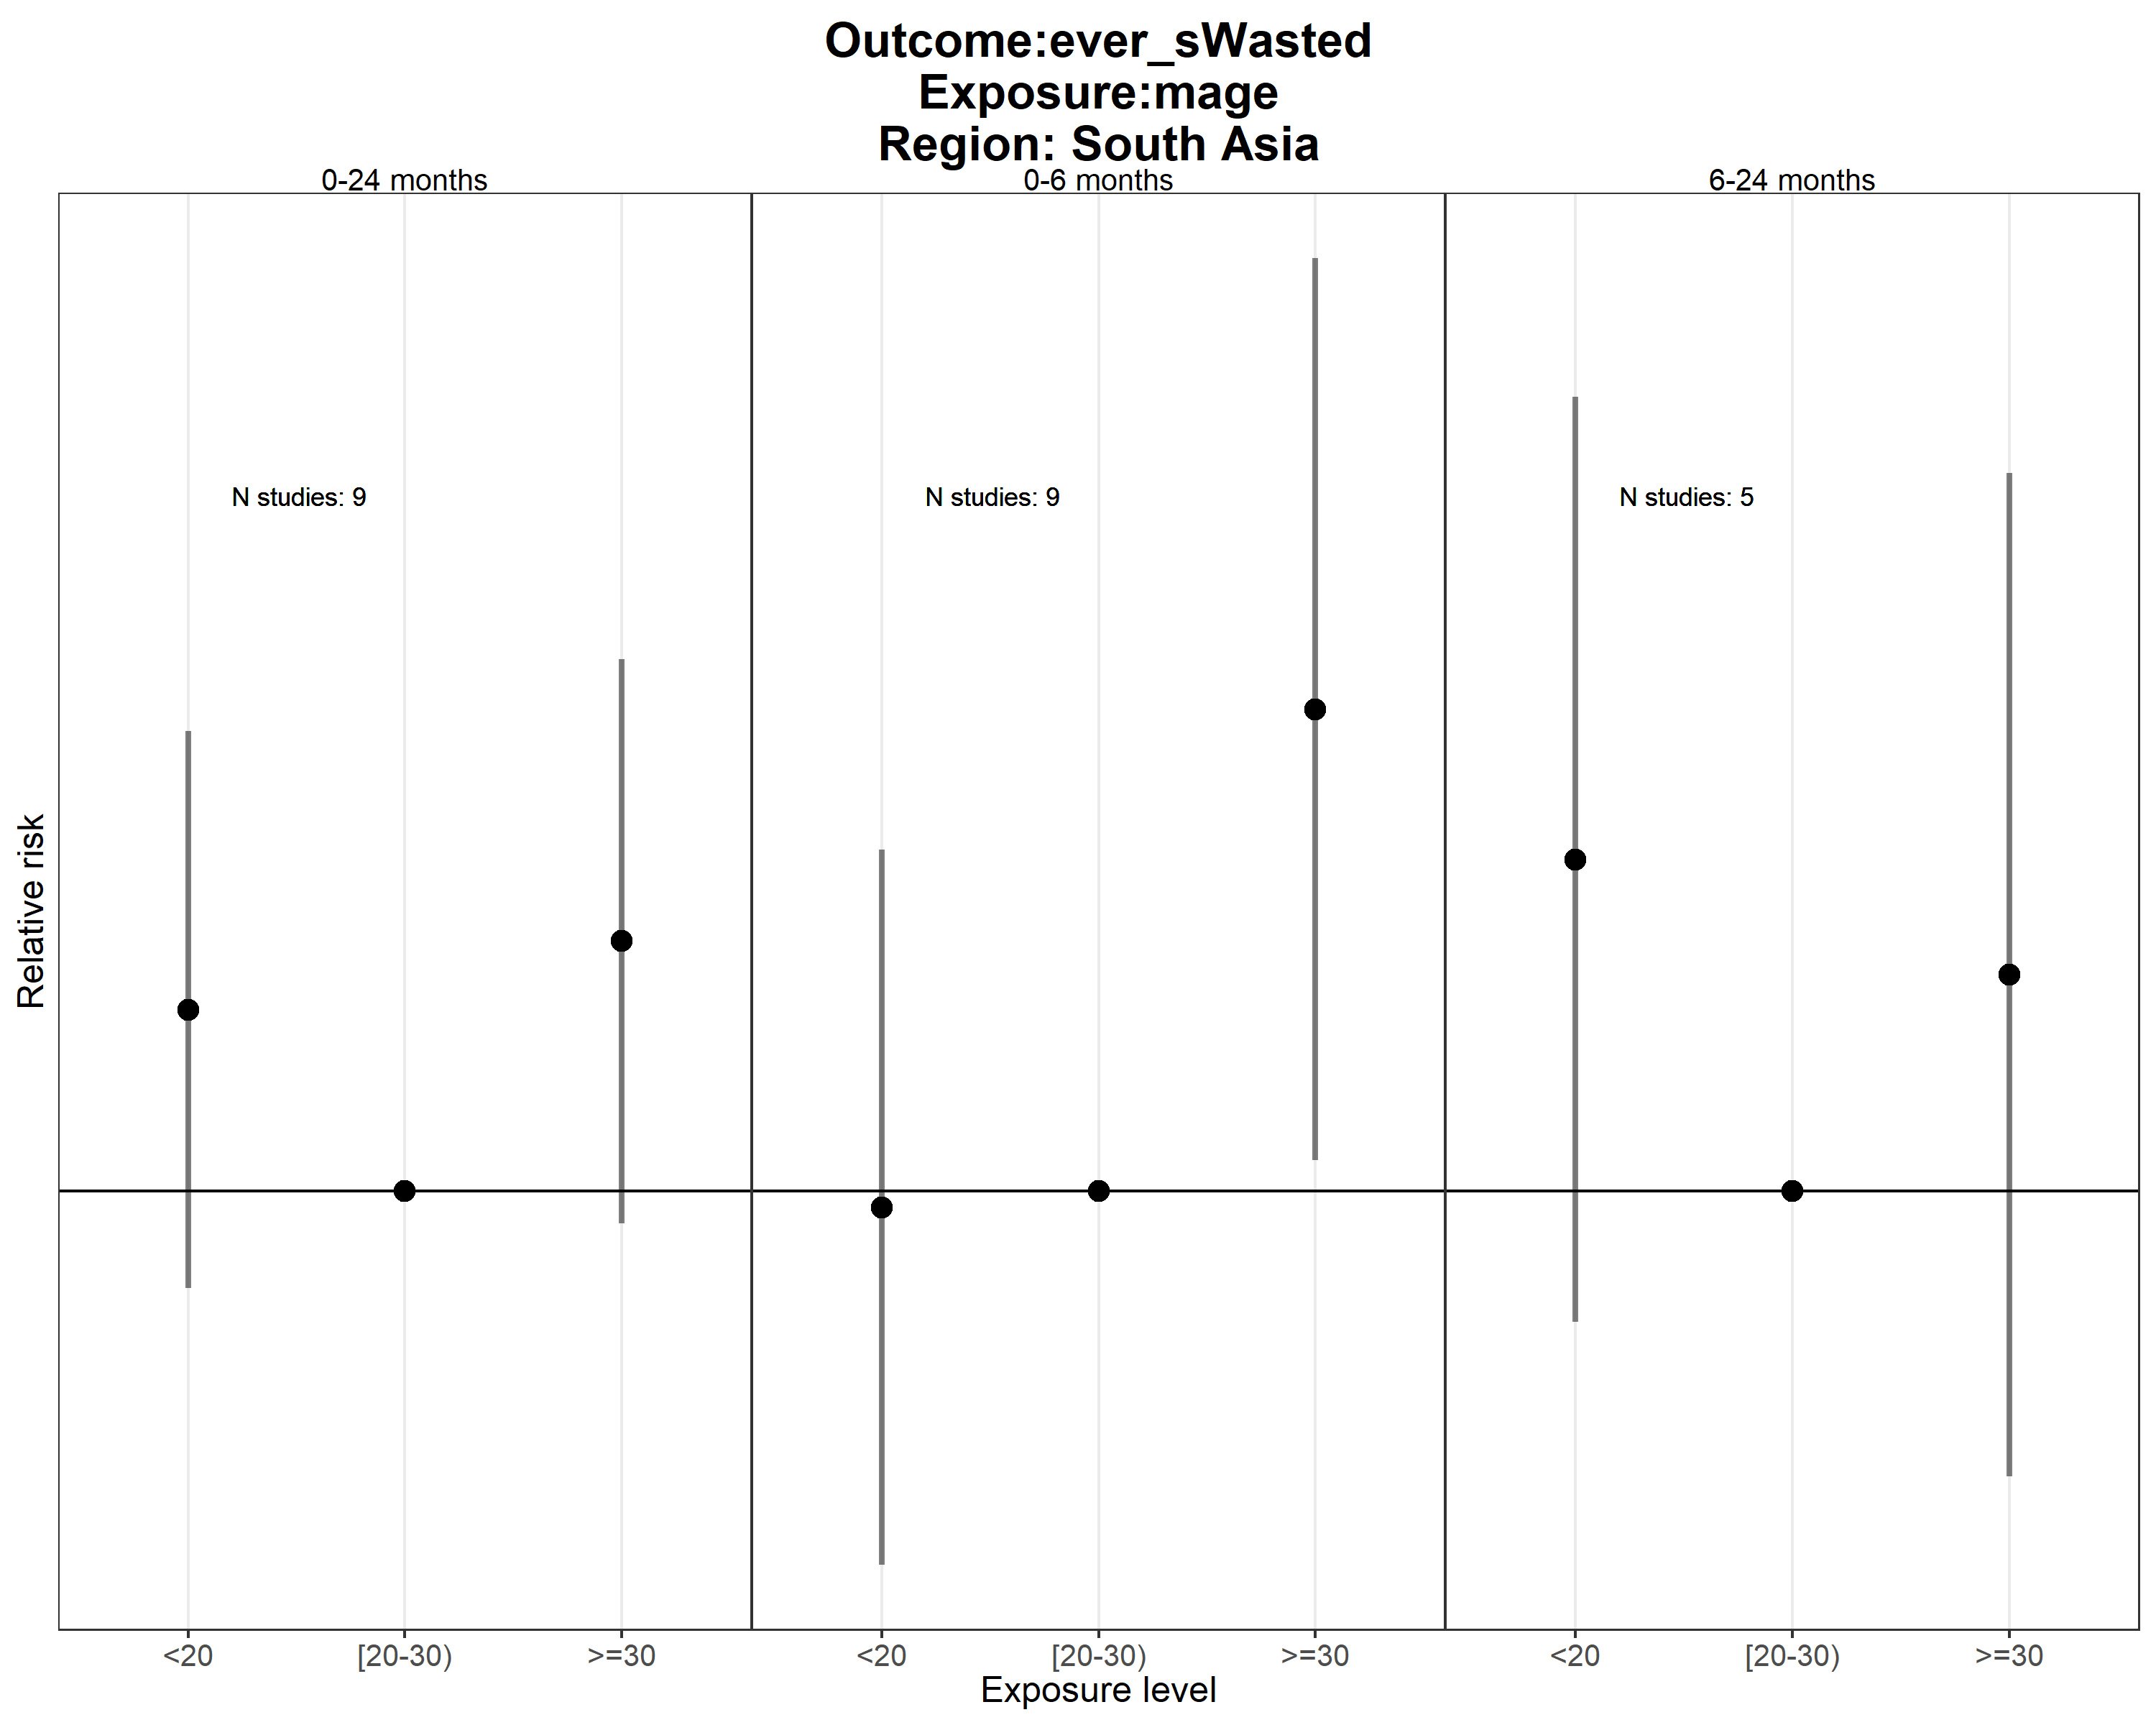 Outcome:ever_sWasted
Exposure:mage
Region: South Asia
0-24 months 0-6 months 6-24 months
N studies: 9 N studies: 9 N studies: 5
Relative risk
<20 [20-30) >=30 <20 [20-30) >=30 <20 [20-30) >=30
Exposure level